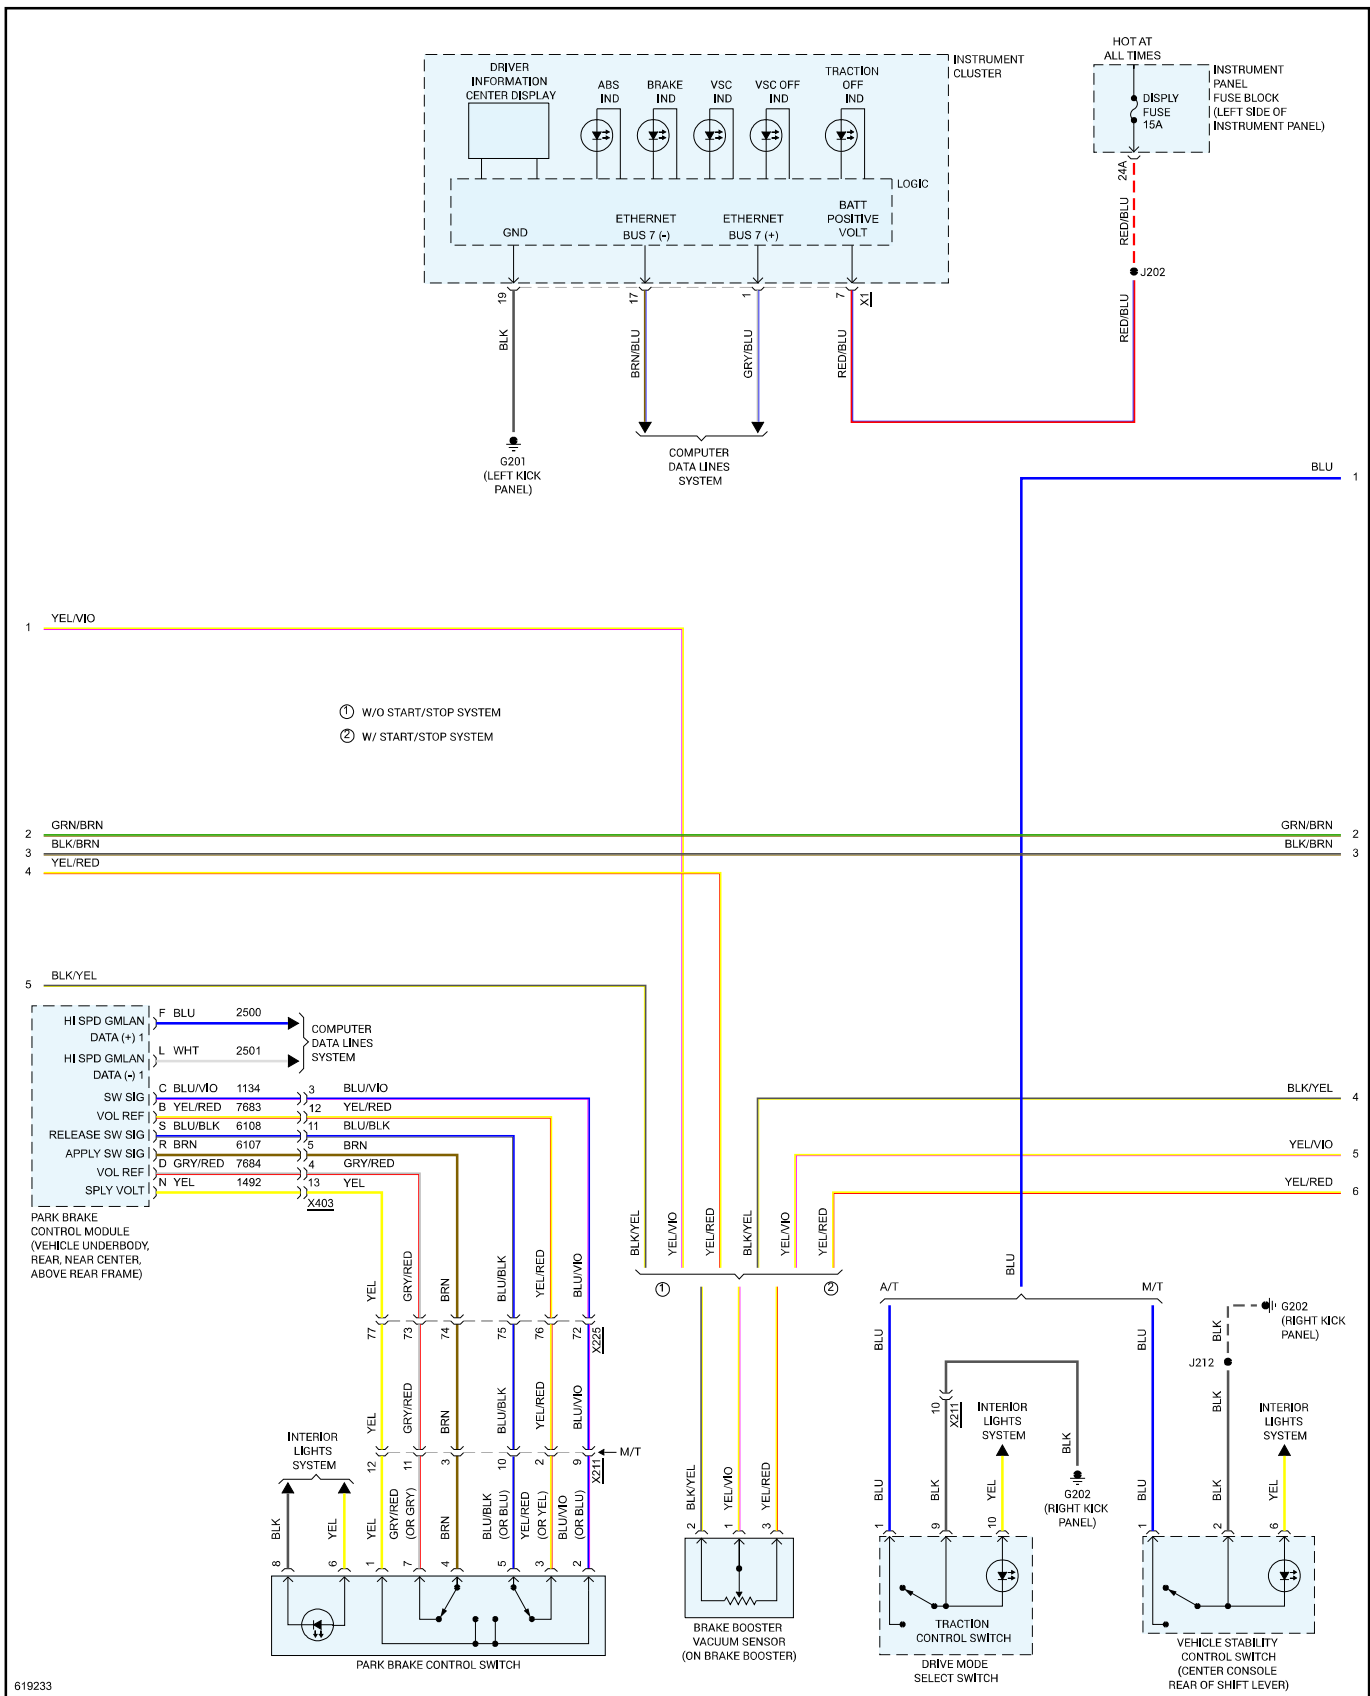 HOT AT
ALL TIMES
INSTRUMENT
PANEL
FUSE BLOCK
(LEFT SIDE OF
INSTRUMENT PANEL)
DISPLY
FUSE
15A
24A
RED/BLU
J202
RED/BLU
INSTRUMENT
CLUSTER
DRIVER
INFORMATION
CENTER DISPLAY
ABS
IND
BRAKE
IND
VSC
IND
VSC OFF
IND
TRACTION
OFF
IND
LOGIC
GND
ETHERNET
BUS 7 (-)
ETHERNET
BUS 7 (+)
BATT
POSITIVE
VOLT
19
17
1
7
X1
BLK
BRN/BLU
GRY/BLU
RED/BLU
G201
(LEFT KICK
PANEL)
COMPUTER
DATA LINES
SYSTEM
BLU
1
1
YEL/VIO
1 W/O START/STOP SYSTEM
2 W/ START/STOP SYSTEM
2
GRN/BRN
GRN/BRN
2
3
BLK/BRN
BLK/BRN
3
4
YEL/RED
5
BLK/YEL
HI SPD GMLAN
DATA (+) 1
F BLU 2500
HI SPD GMLAN
DATA (-) 1
L WHT 2501
COMPUTER
DATA LINES
SYSTEM
SW SIG C BLU/VIO 1134 3 BLU/VIO
VOL REF B YEL/RED 7683 12 YEL/RED
RELEASE SW SIG S BLU/BLK 6108 11 BLU/BLK
APPLY SW SIG R BRN 6107 5 BRN
VOL REF D GRY/RED 7684 4 GRY/RED
SPLY VOLT N YEL 1492 13 YEL
X403
PARK BRAKE
CONTROL MODULE
(VEHICLE UNDERBODY,
REAR, NEAR CENTER,
ABOVE REAR FRAME)
BLK/YEL
4
YEL/VIO
5
YEL/RED
6
YEL
GRY/RED
BRN
BLU/BLK
YEL/RED
BLU/VIO
77
73
74
75
76
72
X225
YEL
GRY/RED
BRN
BLU/BLK
YEL/RED
BLU/VIO
M/T
12
11
3
10
2
9
X211
INTERIOR
LIGHTS
SYSTEM
BLK
YEL
YEL
GRY/RED
(OR GRY)
BRN
BLU/BLK
(OR BLU)
YEL/RED
(OR YEL)
BLU/VIO
(OR BLU)
8
6
1
7
4
5
3
2
PARK BRAKE CONTROL SWITCH
BLK/YEL
YEL/VIO
YEL/RED
BLK/YEL
YEL/VIO
YEL/RED
1
2
BLK/YEL
YEL/VIO
YEL/RED
2
1
3
BRAKE BOOSTER
VACUUM SENSOR
(ON BRAKE BOOSTER)
BLU
A/T
M/T
BLU
10
X211
INTERIOR
LIGHTS
SYSTEM
BLK
G202
(RIGHT KICK
PANEL)
BLU
BLK
YEL
1
9
10
TRACTION
CONTROL SWITCH
DRIVE MODE
SELECT SWITCH
BLU
BLK
G202
(RIGHT KICK
PANEL)
J212
BLK
INTERIOR
LIGHTS
SYSTEM
BLU
BLK
YEL
1
2
6
VEHICLE STABILITY
CONTROL SWITCH
(CENTER CONSOLE
REAR OF SHIFT LEVER)
619233